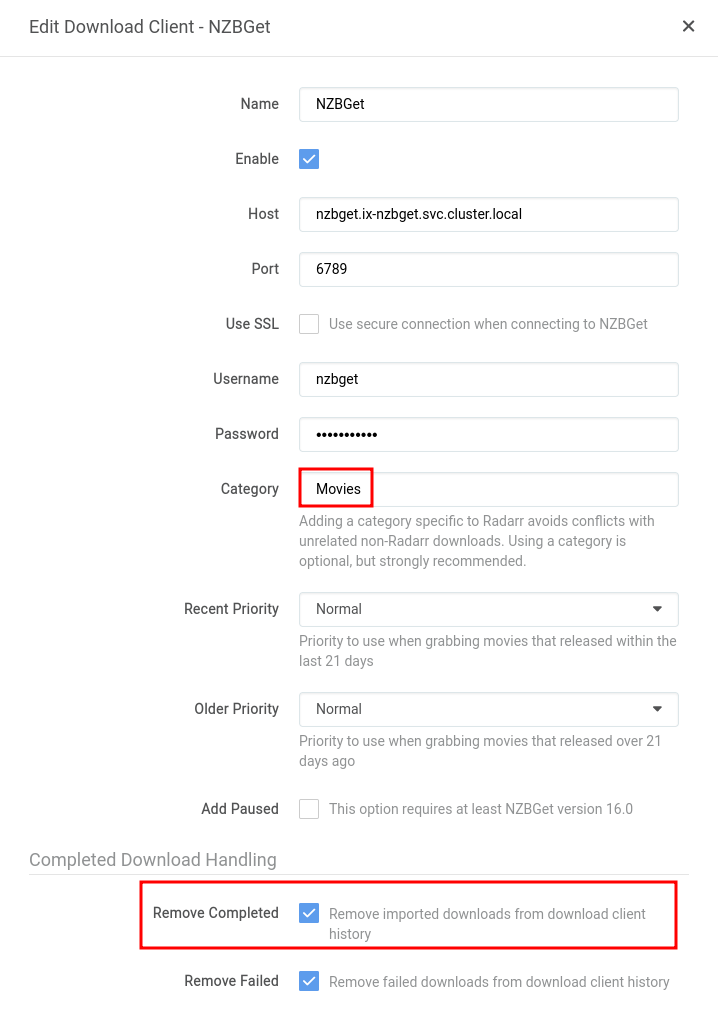 Edit Download Client - NZBGet
Name
NZBGet
Enable
Host
nzbget.ix-nzbget.svc.cluster.local
Port
6789
Use SSL
Use secure connection when connecting to NZBGet
Username
nzbget
Password
•••••••••••
Category
Movies
Adding a category specific to Radarr avoids conflicts with
unrelated non-Radarr downloads. Using a category is
optional, but strongly recommended.
Recent Priority
Normal
Priority to use when grabbing movies that released within the
last 21 days
Older Priority
Normal
Priority to use when grabbing movies that released over 21
days ago
Add Paused
This option requires at least NZBGet version 16.0
Completed Download Handling
Remove Completed
Remove imported downloads from download client
history
Remove Failed
Remove failed downloads from download client history